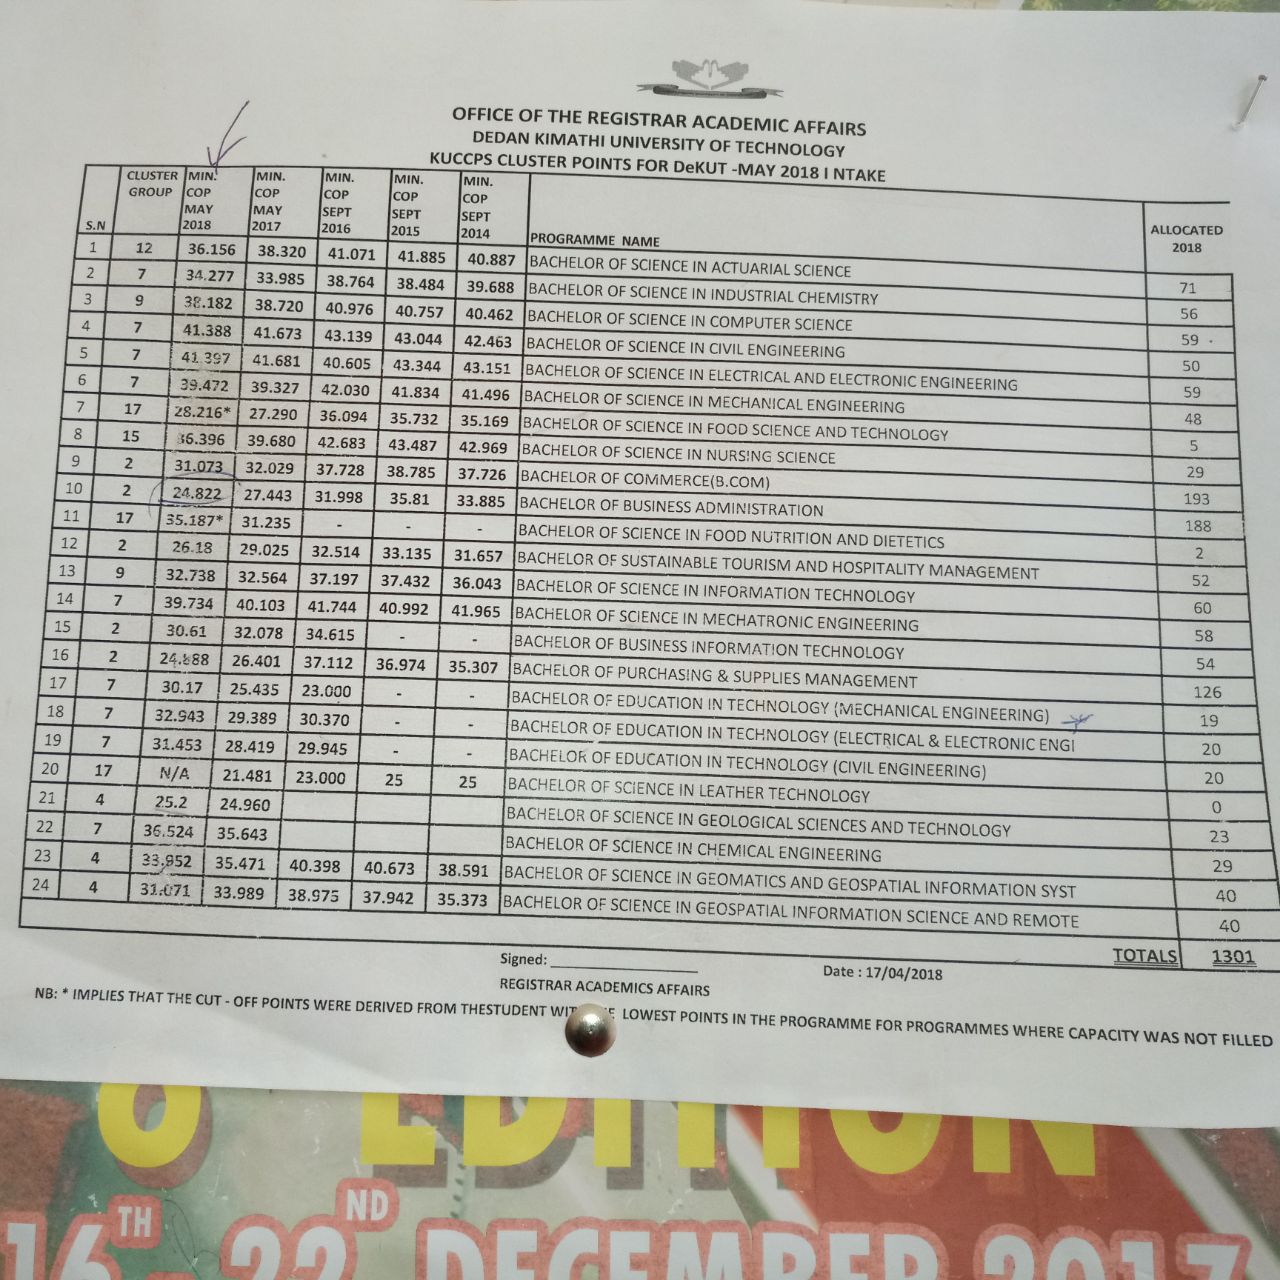 OFFICE OF THE REGISTRAR ACADEMIC AFFAIRS
DEDAN KIMATHI UNIVERSITY OF TECHNOLOGY
KUCCPS CLUSTER POINTS FOR DeKUT -MAY 2018 I NTAKE
S.N CLUSTER GROUP MIN. COP MAY 2018 MIN. COP MAY 2017 MIN. COP SEPT 2016 MIN. COP SEPT 2015 MIN. COP SEPT 2014 PROGRAMME NAME ALLOCATED 2018
1 12 36.156 38.320 41.071 41.885 40.887 BACHELOR OF SCIENCE IN ACTUARIAL SCIENCE 71
2 7 34.277 33.985 38.764 38.484 39.688 BACHELOR OF SCIENCE IN INDUSTRIAL CHEMISTRY 56
3 9 38.182 38.720 40.976 40.757 40.462 BACHELOR OF SCIENCE IN COMPUTER SCIENCE 59
4 7 41.388 41.673 43.139 43.044 42.463 BACHELOR OF SCIENCE IN CIVIL ENGINEERING 50
5 7 41.397 41.681 40.605 43.344 43.151 BACHELOR OF SCIENCE IN ELECTRICAL AND ELECTRONIC ENGINEERING 59
6 7 39.472 39.327 42.030 41.834 41.496 BACHELOR OF SCIENCE IN MECHANICAL ENGINEERING 48
7 17 28.216* 27.290 36.094 35.732 35.169 BACHELOR OF SCIENCE IN FOOD SCIENCE AND TECHNOLOGY 5
8 15 36.396 39.680 42.683 43.487 42.969 BACHELOR OF SCIENCE IN NURSING SCIENCE 29
9 2 31.073 32.029 37.728 38.785 37.726 BACHELOR OF COMMERCE(B.COM) 193
10 2 24.822 27.443 31.998 35.81 33.885 BACHELOR OF BUSINESS ADMINISTRATION 188
11 17 35.187* 31.235 - - - BACHELOR OF SCIENCE IN FOOD NUTRITION AND DIETETICS 2
12 2 26.18 29.025 32.514 33.135 31.657 BACHELOR OF SUSTAINABLE TOURISM AND HOSPITALITY MANAGEMENT 52
13 9 32.738 32.564 37.197 37.432 36.043 BACHELOR OF SCIENCE IN INFORMATION TECHNOLOGY 60
14 7 39.734 40.103 41.744 40.992 41.965 BACHELOR OF SCIENCE IN MECHATRONIC ENGINEERING 58
15 2 30.61 32.078 34.615 - - BACHELOR OF BUSINESS INFORMATION TECHNOLOGY 54
16 2 26.401 37.112 36.974 35.307 BACHELOR OF PURCHASING & SUPPLIES MANAGEMENT 126
17 7 30.17 25.435 23.000 - - BACHELOR OF EDUCATION IN TECHNOLOGY (MECHANICAL ENGINEERING) 19
18 7 32.943 29.389 30.370 - - BACHELOR OF EDUCATION IN TECHNOLOGY (ELECTRICAL & ELECTRONIC ENGI 20
19 7 31.453 28.419 29.945 - - BACHELOR OF EDUCATION IN TECHNOLOGY (CIVIL ENGINEERING) 20
20 17 N/A 21.481 23.000 25 25 BACHELOR OF SCIENCE IN LEATHER TECHNOLOGY 0
21 4 25.2 24.960 BACHELOR OF SCIENCE IN GEOLOGICAL SCIENCES AND TECHNOLOGY 23
22 7 36.524 35.643 BACHELOR OF SCIENCE IN CHEMICAL ENGINEERING 29
23 4 33.952 35.471 40.398 40.673 38.591 BACHELOR OF SCIENCE IN GEOMATICS AND GEOSPATIAL INFORMATION SYST 40
24 4 31.071 33.989 38.975 37.942 35.373 BACHELOR OF SCIENCE IN GEOSPATIAL INFORMATION SCIENCE AND REMOTE 40
TOTALS 1301
Signed: Date : 17/04/2018
REGISTRAR ACADEMICS AFFAIRS
NB: * IMPLIES THAT THE CUT - OFF POINTS WERE DERIVED FROM THESTUDENT LOWEST POINTS IN THE PROGRAMME FOR PROGRAMMES WHERE CAPACITY WAS NOT FILLED
EDITION
16TH - 22ND DECEMBER 2017